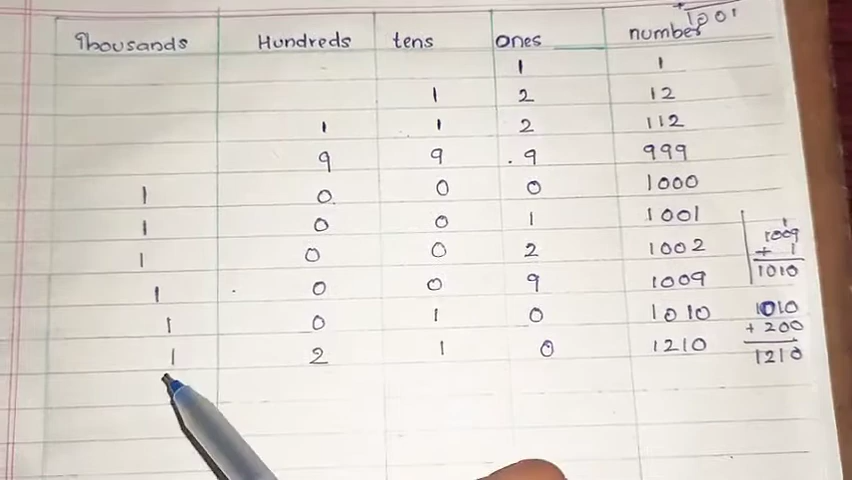 1001
Thousands Hundreds tens ones number
1 1
1 2 12
1 1 2 112
9 9 9 999
1 0 0 0 1000
1 0 0 1 1001
1 0 0 2 1002
1 0 0 9 1009
1 0 1 0 1010
1 2 1 0 1210
1
1009
+ 1
1010
1010
+ 200
1210